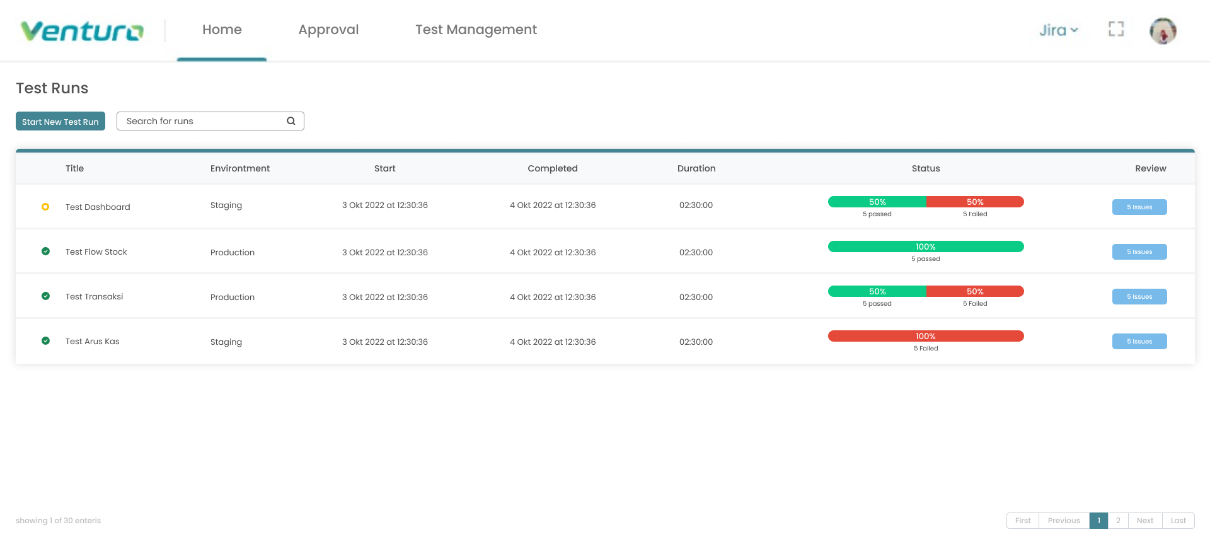 Venturo Home Approval Test Management Jira
Test Runs
Start New Test Run Search for runs
Title Environtment Start Completed Duration Status Review
Test Dashboard Staging 3 Okt 2022 at 12:30:36 4 Okt 2022 at 12:30:36 02:30:00 50% 50% 5 Issues
5 passed 5 Failed
Test Flow Stock Production 3 Okt 2022 at 12:30:36 4 Okt 2022 at 12:30:36 02:30:00 100% 5 Issues
5 passed
Test Transaksi Production 3 Okt 2022 at 12:30:36 4 Okt 2022 at 12:30:36 02:30:00 50% 50% 5 Issues
5 passed 5 Failed
Test Arus Kas Staging 3 Okt 2022 at 12:30:36 4 Okt 2022 at 12:30:36 02:30:00 100% 5 Issues
5 Failed
showing 1 of 30 enteris First Previous 1 2 Next Last